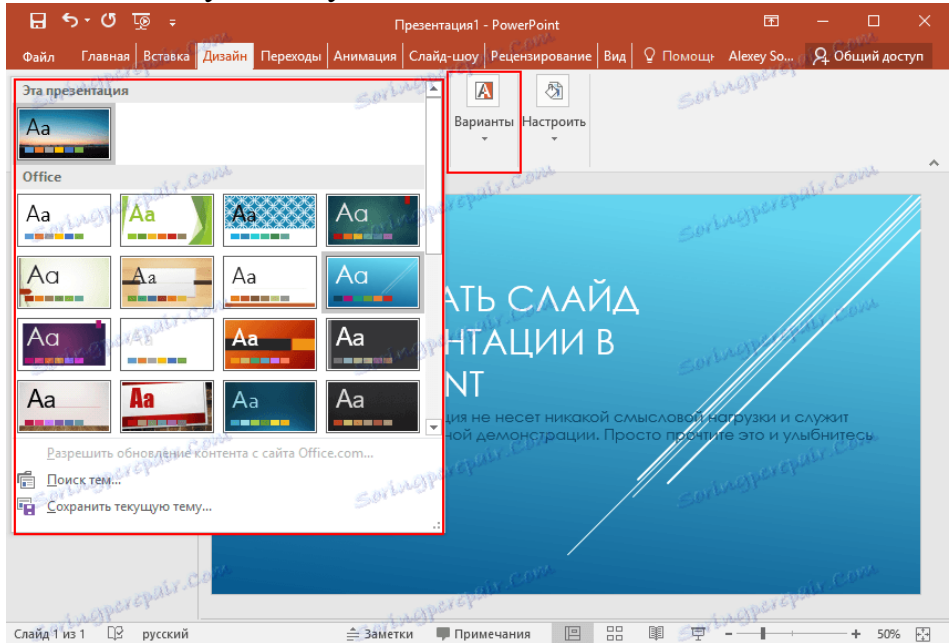 Презентация1 - PowerPoint
Файл Главная Вставка Дизайн Переходы Анимация Слайд-шоу Рецензирование Вид Помощь Alexey So... Общий доступ
Эта презентация
Aa
Варианты Настроить
Office
Aa Aa Aa Aa
Aa Aa Aa Aa
Aa Aa Aa Aa
Aa Aa Aa Aa
АТЬ СЛАЙД
НТАЦИИ В
NT
ция не несет никакой смысловой нагрузки и служит
ной демонстрации. Просто прочтите это и улыбнитесь
Разрешить обновление контента с сайта Office.com...
Поиск тем...
Сохранить текущую тему...
Слайд 1 из 1 русский Заметки Примечания 50%
Soringpcrepair.Com